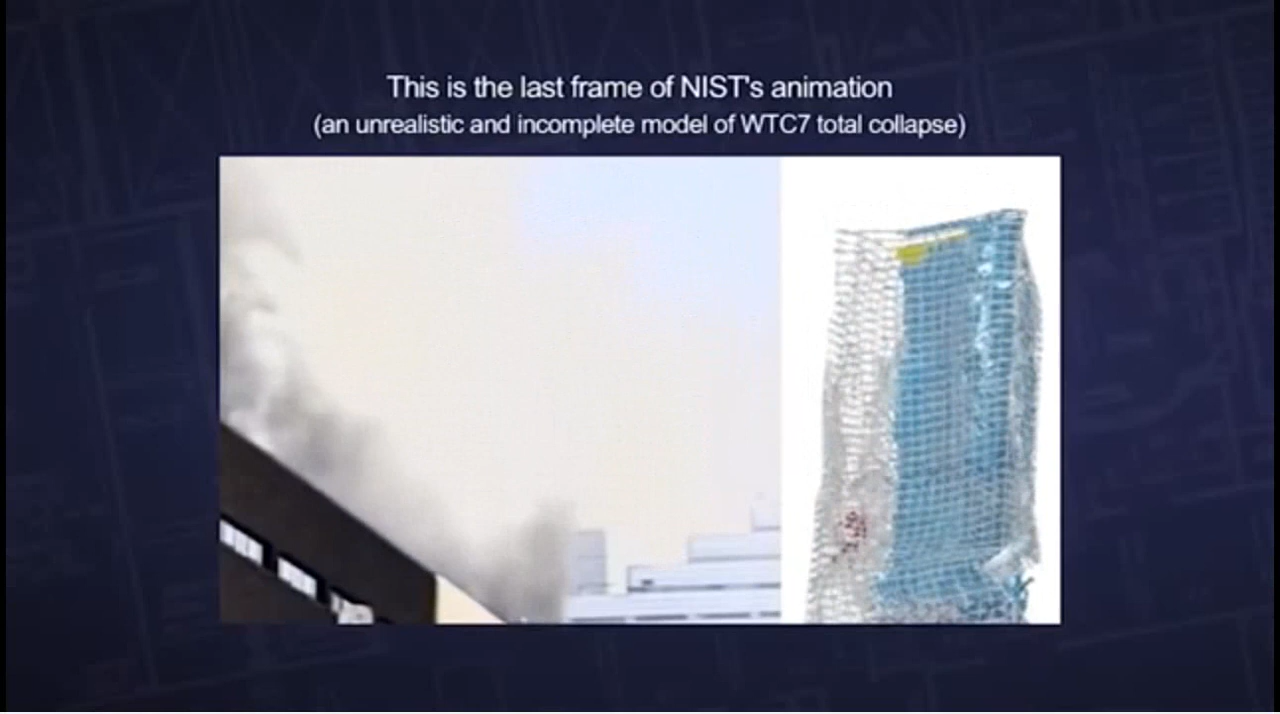 This is the last frame of NIST's animation
(an unrealistic and incomplete model of WTC7 total collapse)